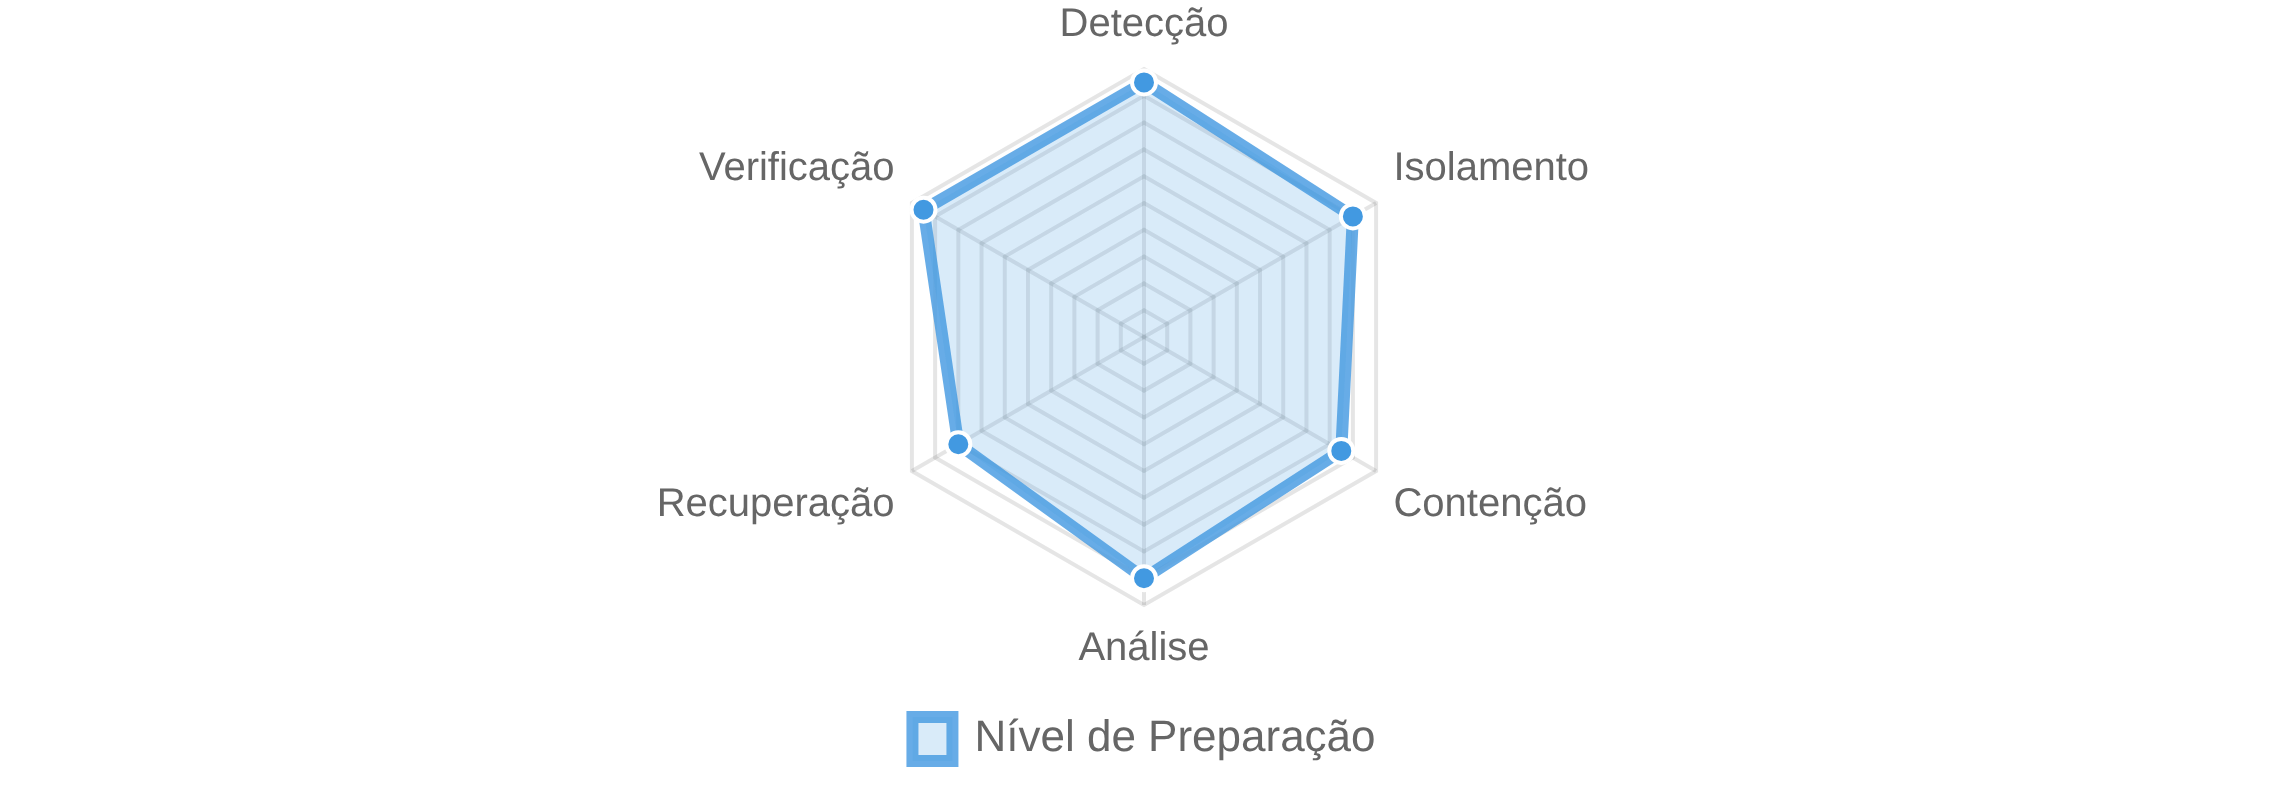 Detecção
Verificação
Isolamento
Recuperação
Contenção
Análise
Nível de Preparação